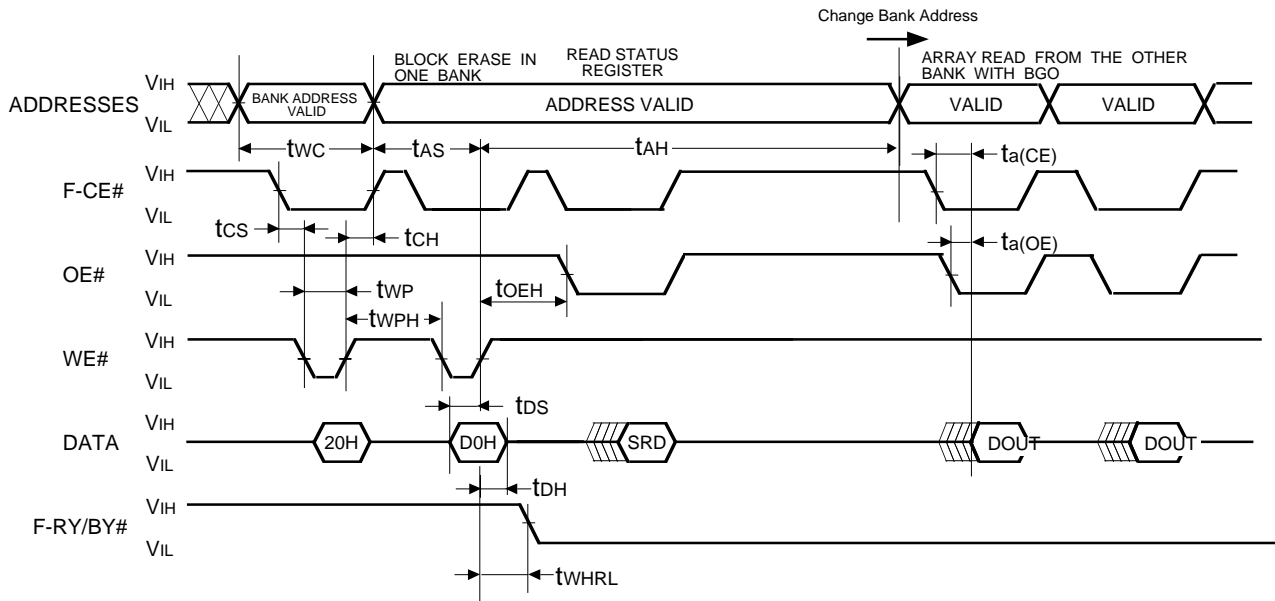 Change Bank Address
BLOCK ERASE IN
ONE BANK
READ STATUS
REGISTER
ARRAY READ FROM THE OTHER
BANK WITH BGO
ADDRESSES
VIH
VIL
BANK ADDRESS
VALID
ADDRESS VALID
VALID
VALID
tWC
tAS
tAH
ta(CE)
F-CE#
VIH
VIL
tCS
tCH
ta(OE)
OE#
VIH
VIL
tWP
tOEH
tWPH
WE#
VIH
VIL
tDS
DATA
VIH
VIL
20H
D0H
SRD
DOUT
DOUT
tDH
F-RY/BY#
VIH
VIL
tWHRL